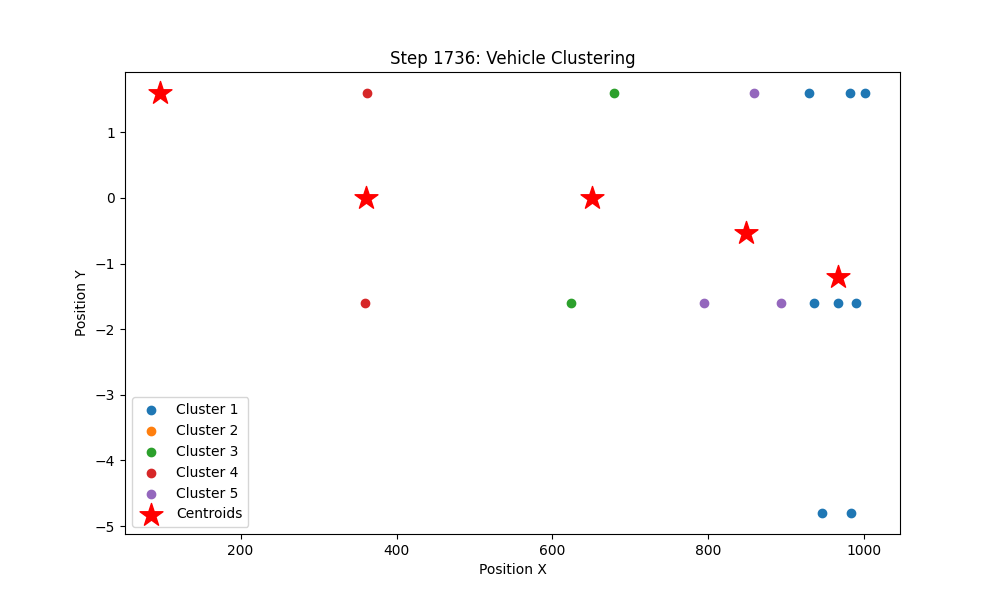 Step 1736: Vehicle Clustering
Position Y
1
0
−1
−2
−3
−4
−5
Cluster 1
Cluster 2
Cluster 3
Cluster 4
Cluster 5
Centroids
200
400
600
800
1000
Position X